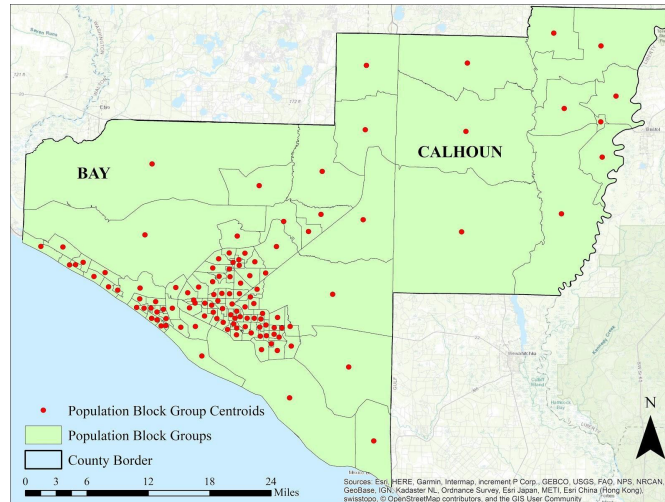 BAY
CALHOUN
Population Block Group Centroids
Population Block Groups
County Border
N
0 3 6 12 18 24
Miles
Sources: Esri, HERE, Garmin, Intermap, increment P Corp., GEBCO, USGS, FAO, NPS, NRCAN,
GeoBase, IGN, Kadaster NL, Ordnance Survey, Esri Japan, METI, Esri China (Hong Kong),
swisstopo, © OpenStreetMap contributors, and the GIS User Community